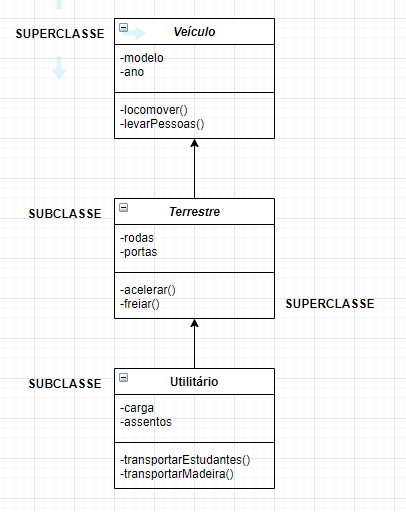 SUPERCLASSE
Veículo
-modelo
-ano
-locomover()
-levarPessoas()
SUBCLASSE
Terrestre
-rodas
-portas
-acelerar()
-freiar()
SUPERCLASSE
SUBCLASSE
Utilitário
-carga
-assentos
-transportarEstudantes()
-transportarMadeira()